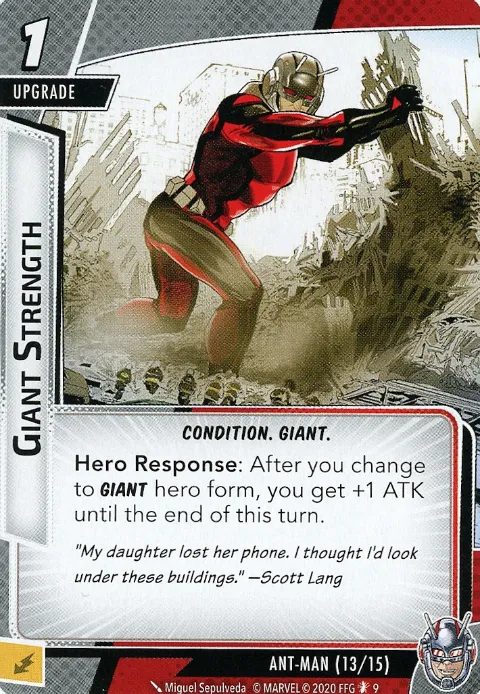 1
UPGRADE
GIANT STRENGTH
CONDITION. GIANT.
Hero Response: After you change
to GIANT hero form, you get +1 ATK
until the end of this turn.
"My daughter lost her phone. I thought I'd look
under these buildings." —Scott Lang
ANT-MAN (13/15)
Miguel Sepulveda © MARVEL © 2020 FFG 9